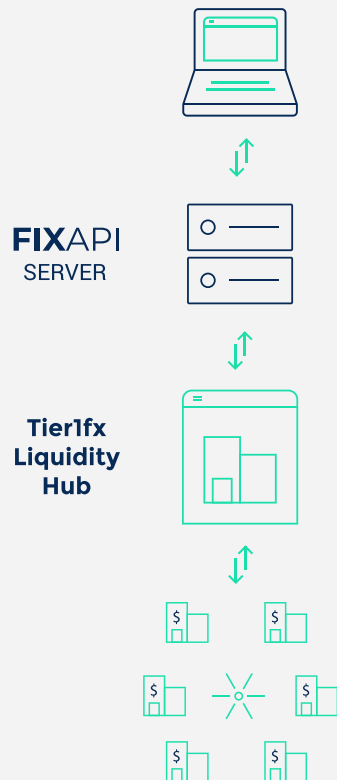 FIXAPI
SERVER
Tier1fx
Liquidity
Hub
$ $
$ $
$ $